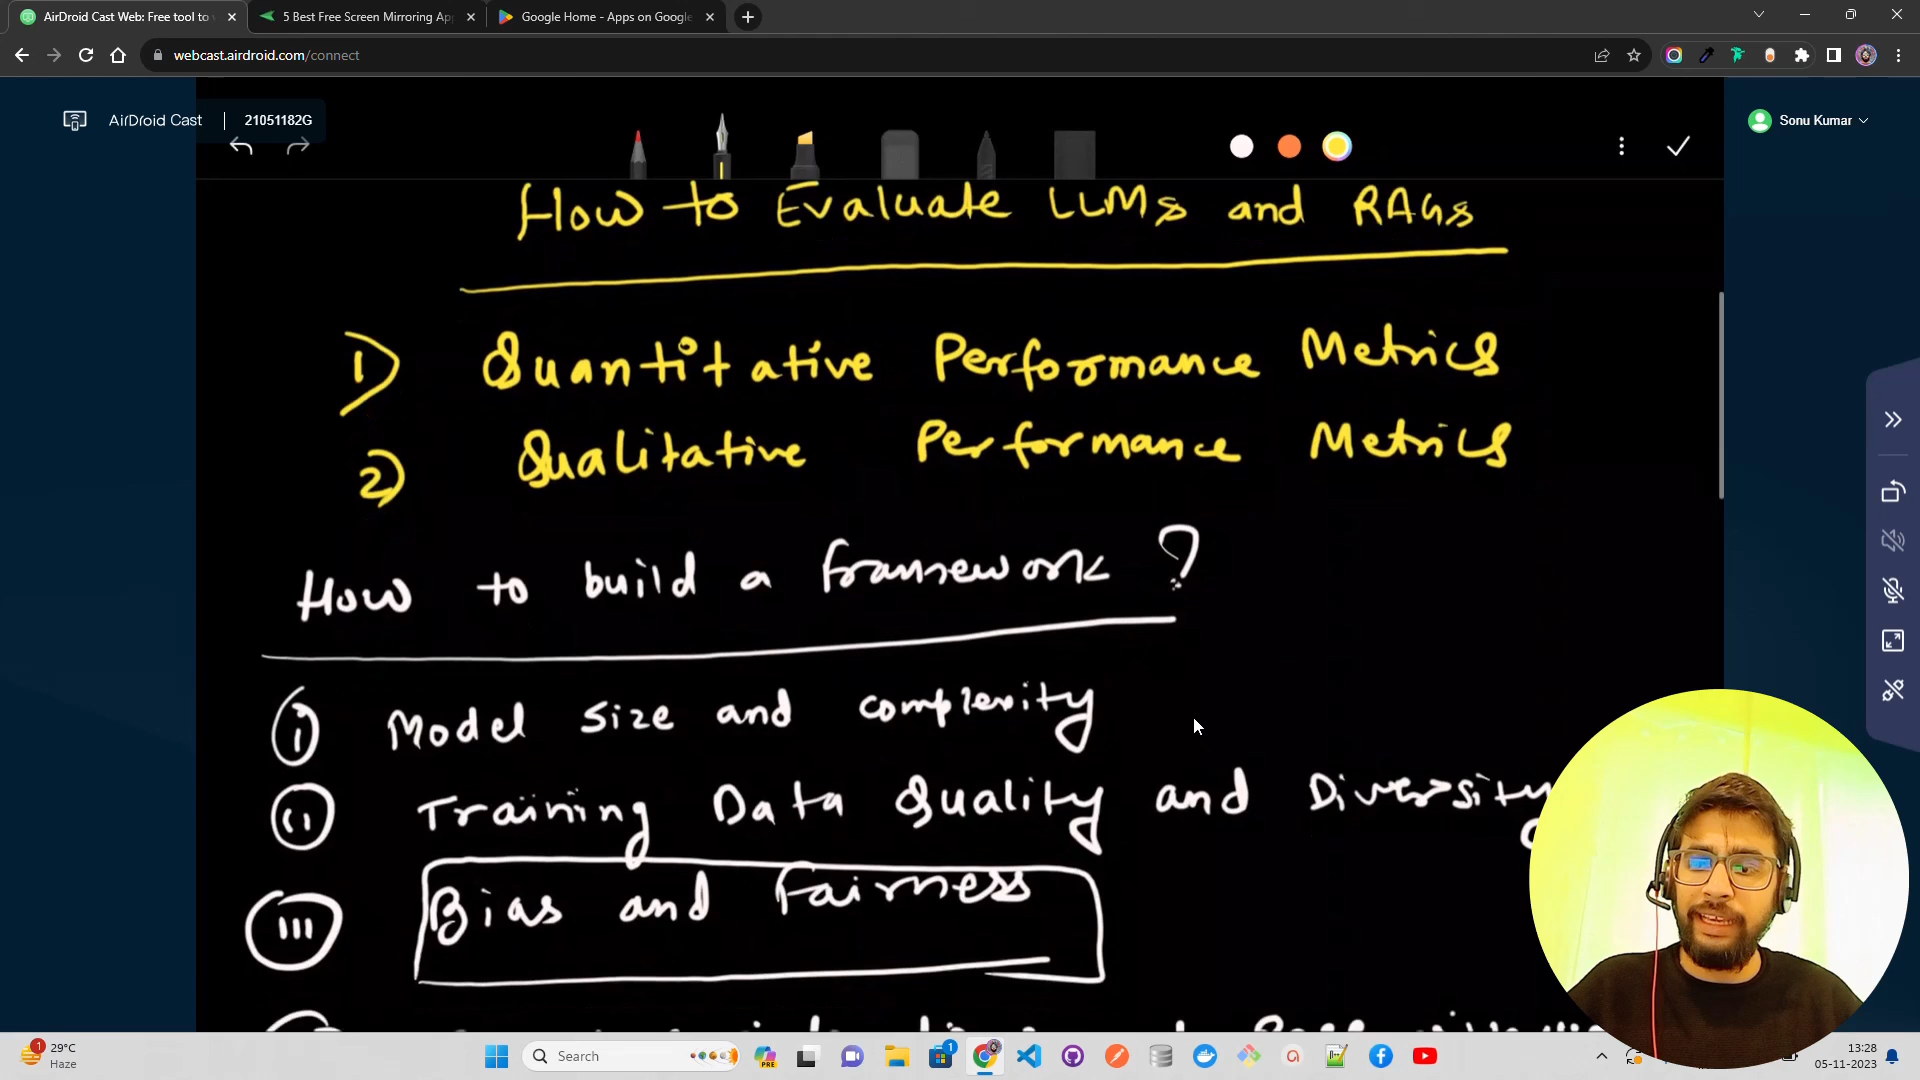 AirDroid Cast Web: Free tool to
5 Best Free Screen Mirroring Ap
Google Home - Apps on Google
webcast.airdroid.com/connect
AirDroid Cast
21051182G
Sonu Kumar
How to Evaluate LLMs and RAGs
1) Quantitative Performance Metrics
2) Qualitative Performance Metrics
How to build a framework ?
i Model size and complexity
ii Training Data Quality and Diversity
iii Bias and Fairness
1
29°C
Haze
Search
PRE
1
13:28
05-11-2023